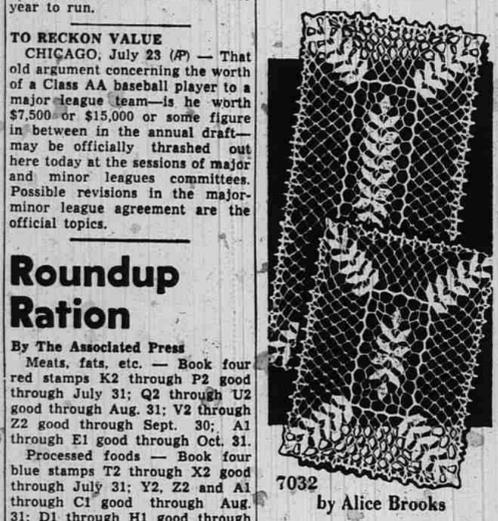 year to run.
TO RECKON VALUE
CHICAGO, July 23 (AP) — That
old argument concerning the worth
of a Class AA baseball player to a
major league team—is he worth
$7,500 or $15,000 or some figure
in between in the annual draft—
may be officially thrashed out
here today at the sessions of major
and minor leagues committees.
Possible revisions in the major-
minor league agreement are the
official topics.
Roundup
Ration
By The Associated Press
Meats, fats, etc. — Book four
red stamps K2 through P2 good
through July 31; Q2 through U2
good through Aug. 31; V2 through
Z2 good through Sept. 30; A1
through E1 good through Oct. 31.
Processed foods — Book four
blue stamps T2 through X2 good
through July 31; Y2, Z2 and A1
through C1 good through Aug.
31; D1 through H1 good through
7032
by Alice Brooks